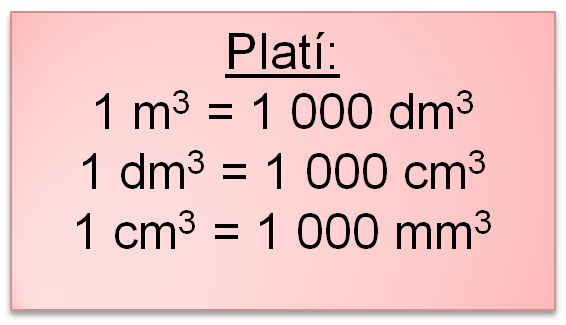 Platí:
1 m³ = 1 000 dm³
1 dm³ = 1 000 cm³
1 cm³ = 1 000 mm³